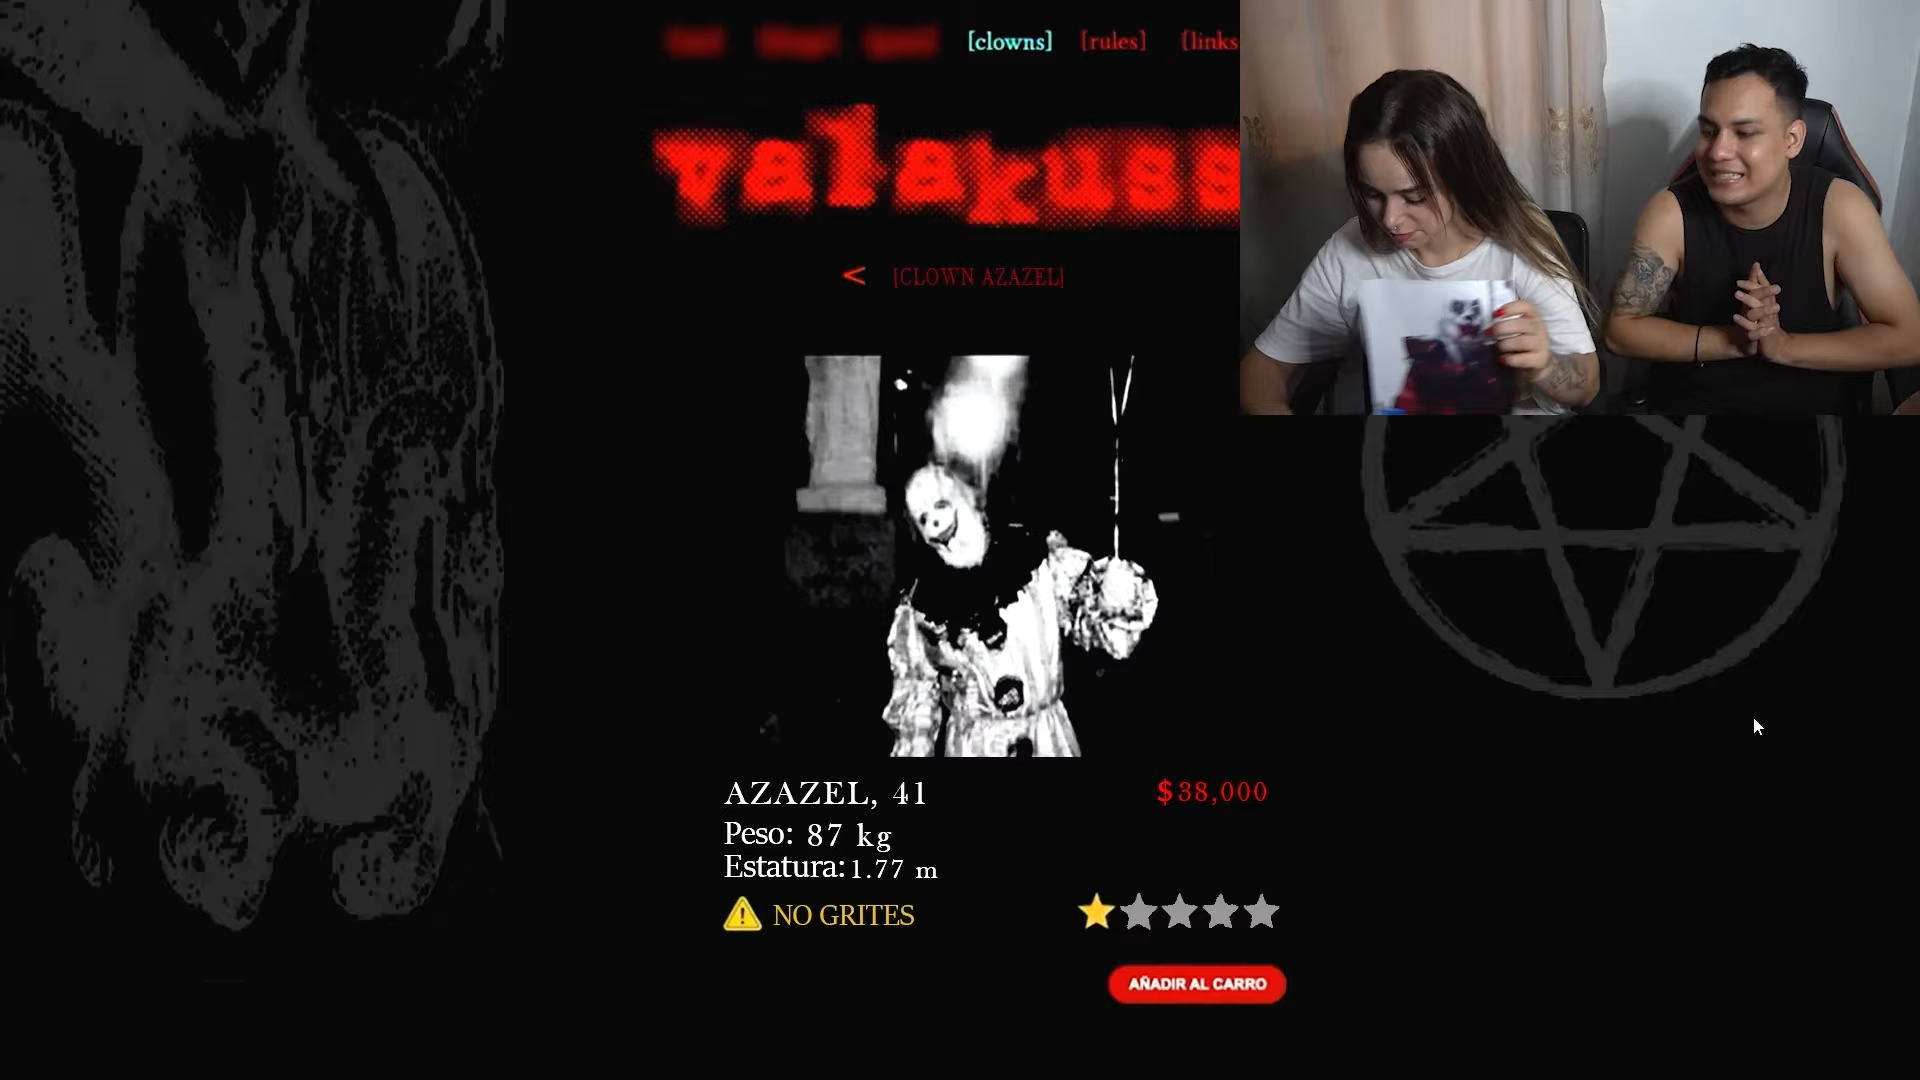 [clowns] [rules] [links
valakuss
< [CLOWN AZAZEL]
AZAZEL, 41 $38,000
Peso: 87 kg
Estatura: 1.77 m
NO GRITES
AÑADIR AL CARRO